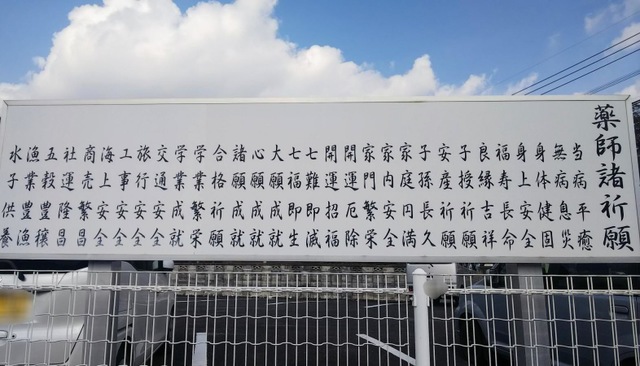 薬師諸祈願
当病平癒
無病息災
身体健固
身上安全
福寿長命
良縁吉祥
子授祈願
安産祈願
子孫長久
家庭円満
家内安全
家門繁栄
開運厄除
開運招福
七難即滅
七福即生
大願成就
心願成就
諸願成就
合格祈願
学業繁栄
学業成就
交通安全
旅行安全
工事安全
海上安全
商売繁昌
社運隆昌
五穀豊穣
漁業豊漁
水子供養